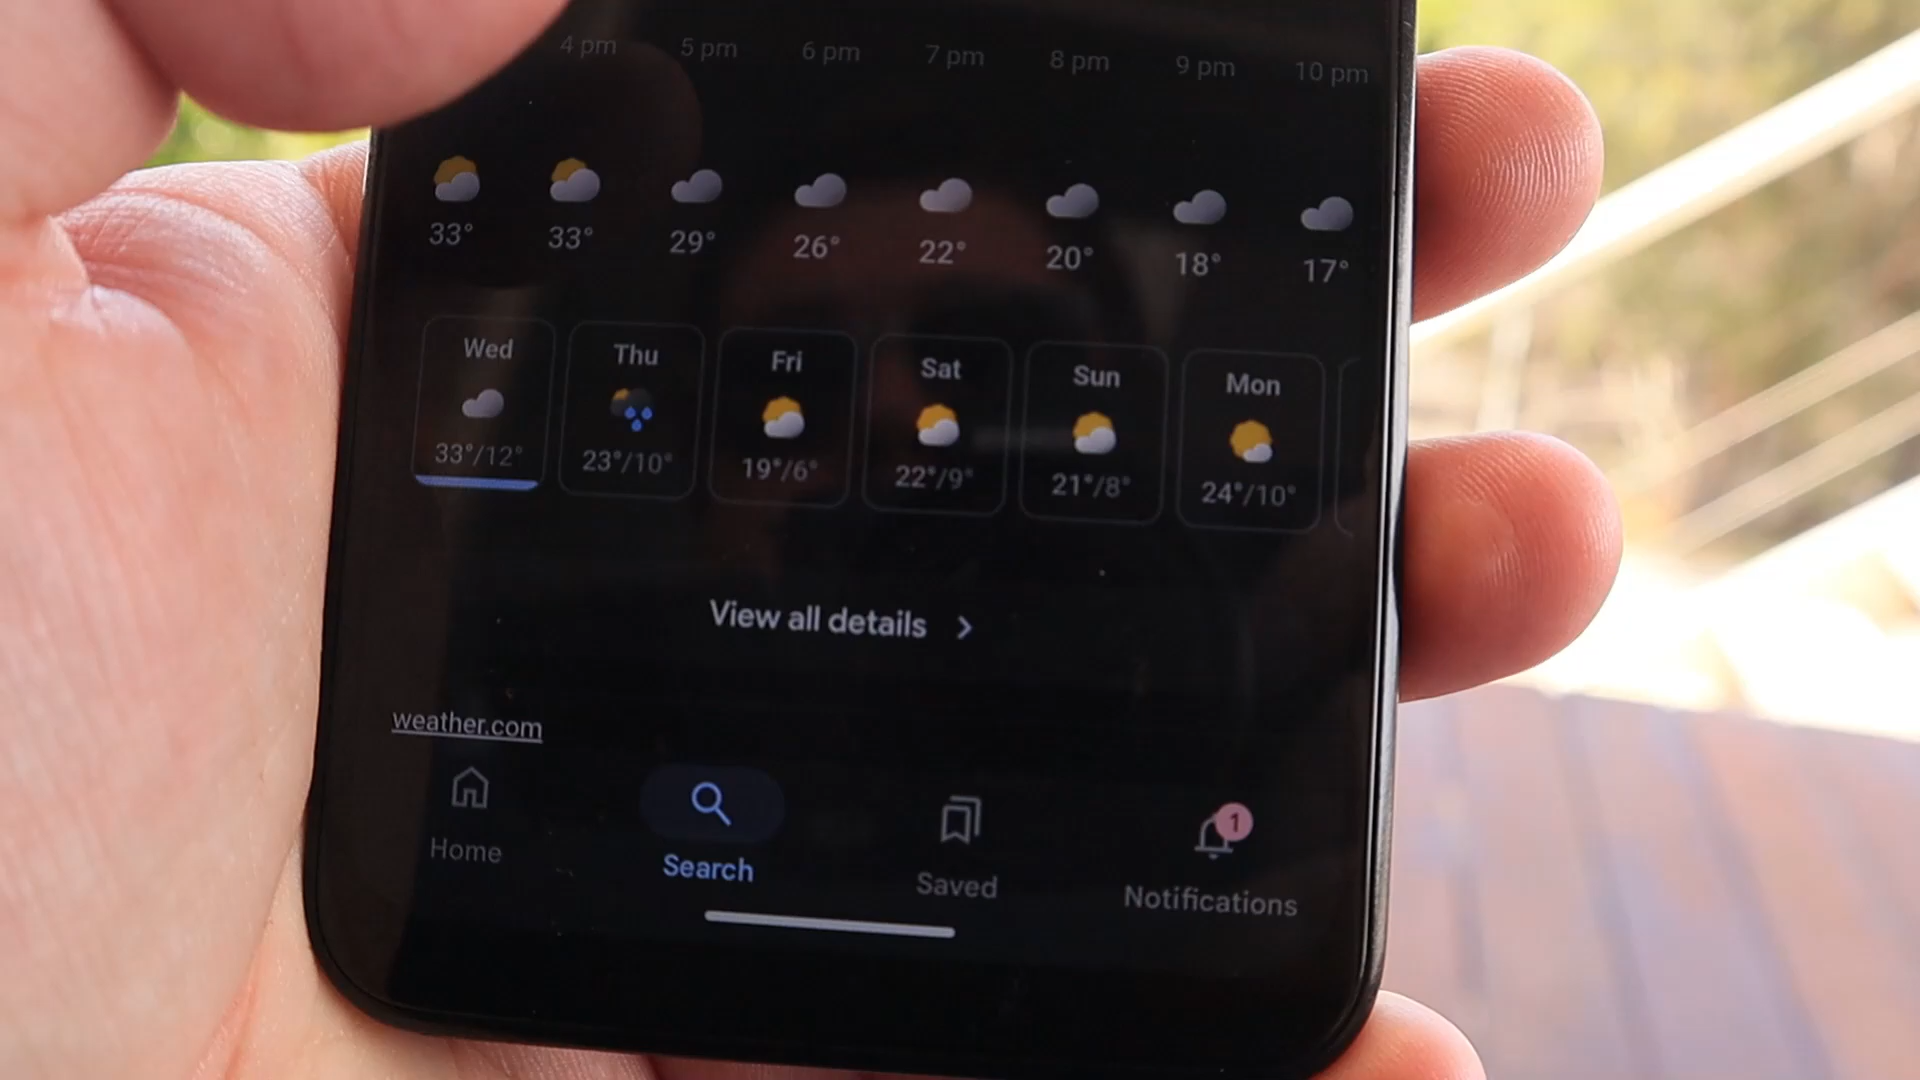 4 pm 5 pm 6 pm 7 pm 8 pm 9 pm 10 pm
33° 33° 29° 26° 22° 20° 18° 17°
Wed Thu Fri Sat Sun Mon
33°/12° 23°/10° 19°/6° 22°/9° 21°/8° 24°/10°
View all details
weather.com
1
Home Search Saved Notifications